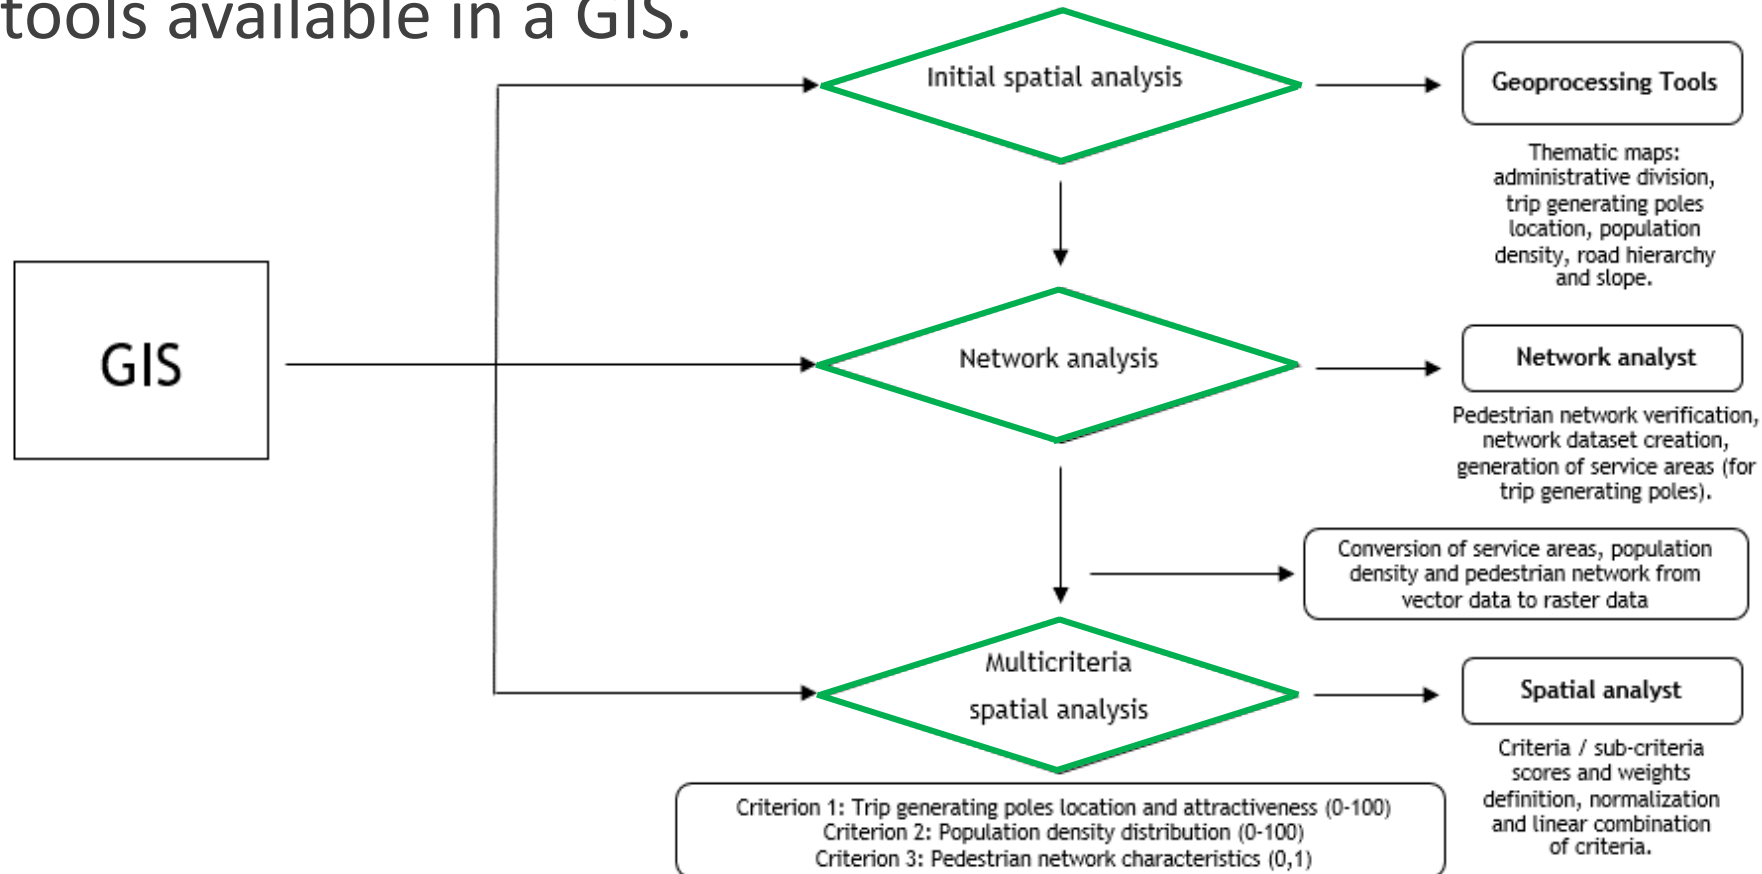 tools available in a GIS.
Initial spatial analysis
Geoprocessing Tools
Thematic maps:
administrative division,
trip generating poles
location, population
density, road hierarchy
and slope.
GIS
Network analysis
Network analyst
Pedestrian network verification,
network dataset creation,
generation of service areas (for
trip generating poles).
Conversion of service areas, population
density and pedestrian network from
vector data to raster data
Multicriteria
spatial analysis
Spatial analyst
Criteria / sub-criteria
scores and weights
definition, normalization
and linear combination
of criteria.
Criterion 1: Trip generating poles location and attractiveness (0-100)
Criterion 2: Population density distribution (0-100)
Criterion 3: Pedestrian network characteristics (0,1)